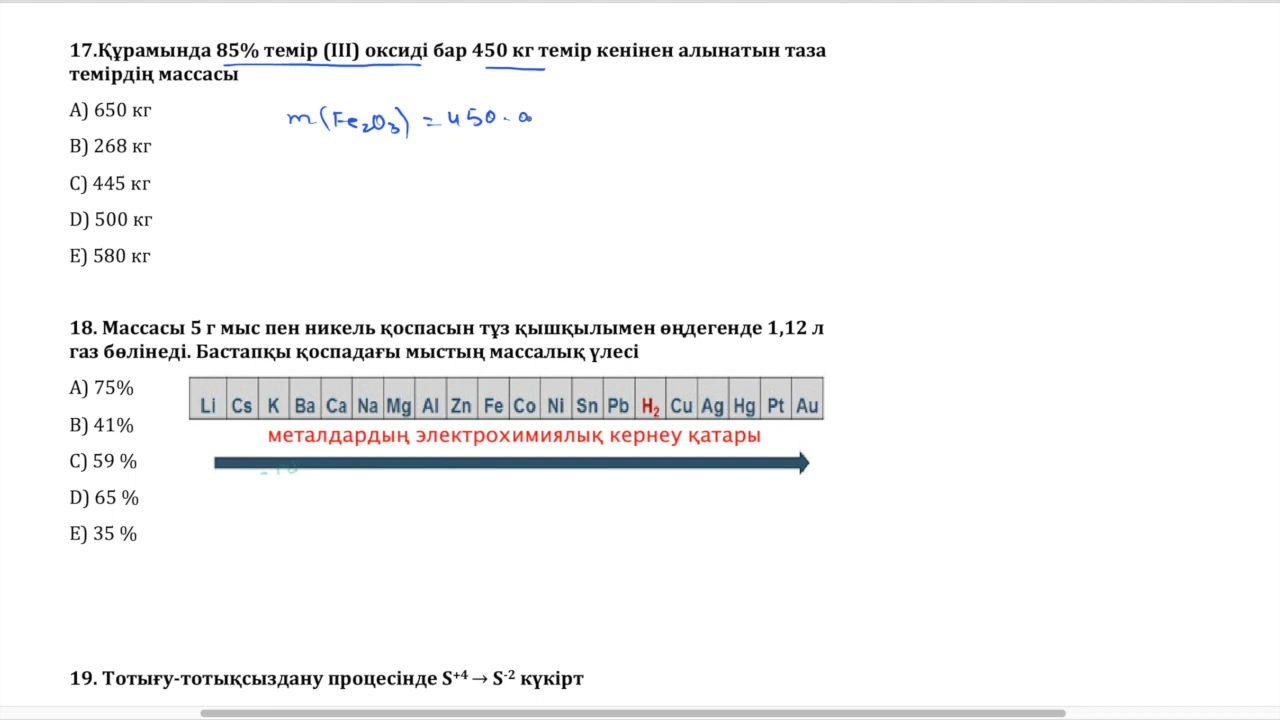 17.Құрамында 85% темір (III) оксиді бар 450 кг темір кенінен алынатын таза
темірдің массасы
A) 650 кг
m(Fe₂O₃) = 450·
B) 268 кг
C) 445 кг
D) 500 кг
E) 580 кг
18. Массасы 5 г мыс пен никель қоспасын тұз қышқылымен өңдегенде 1,12 л
газ бөлінеді. Бастапқы қоспадағы мыстың массалық үлесі
A) 75%
Li Cs K Ba Ca Na Mg Al Zn Fe Co Ni Sn Pb H₂ Cu Ag Hg Pt Au
B) 41%
металдардың электрохимиялық кернеу қатары
C) 59 %
D) 65 %
E) 35 %
19. Тотығу-тотықсыздану процесінде S⁺⁴ → S⁻² күкірт